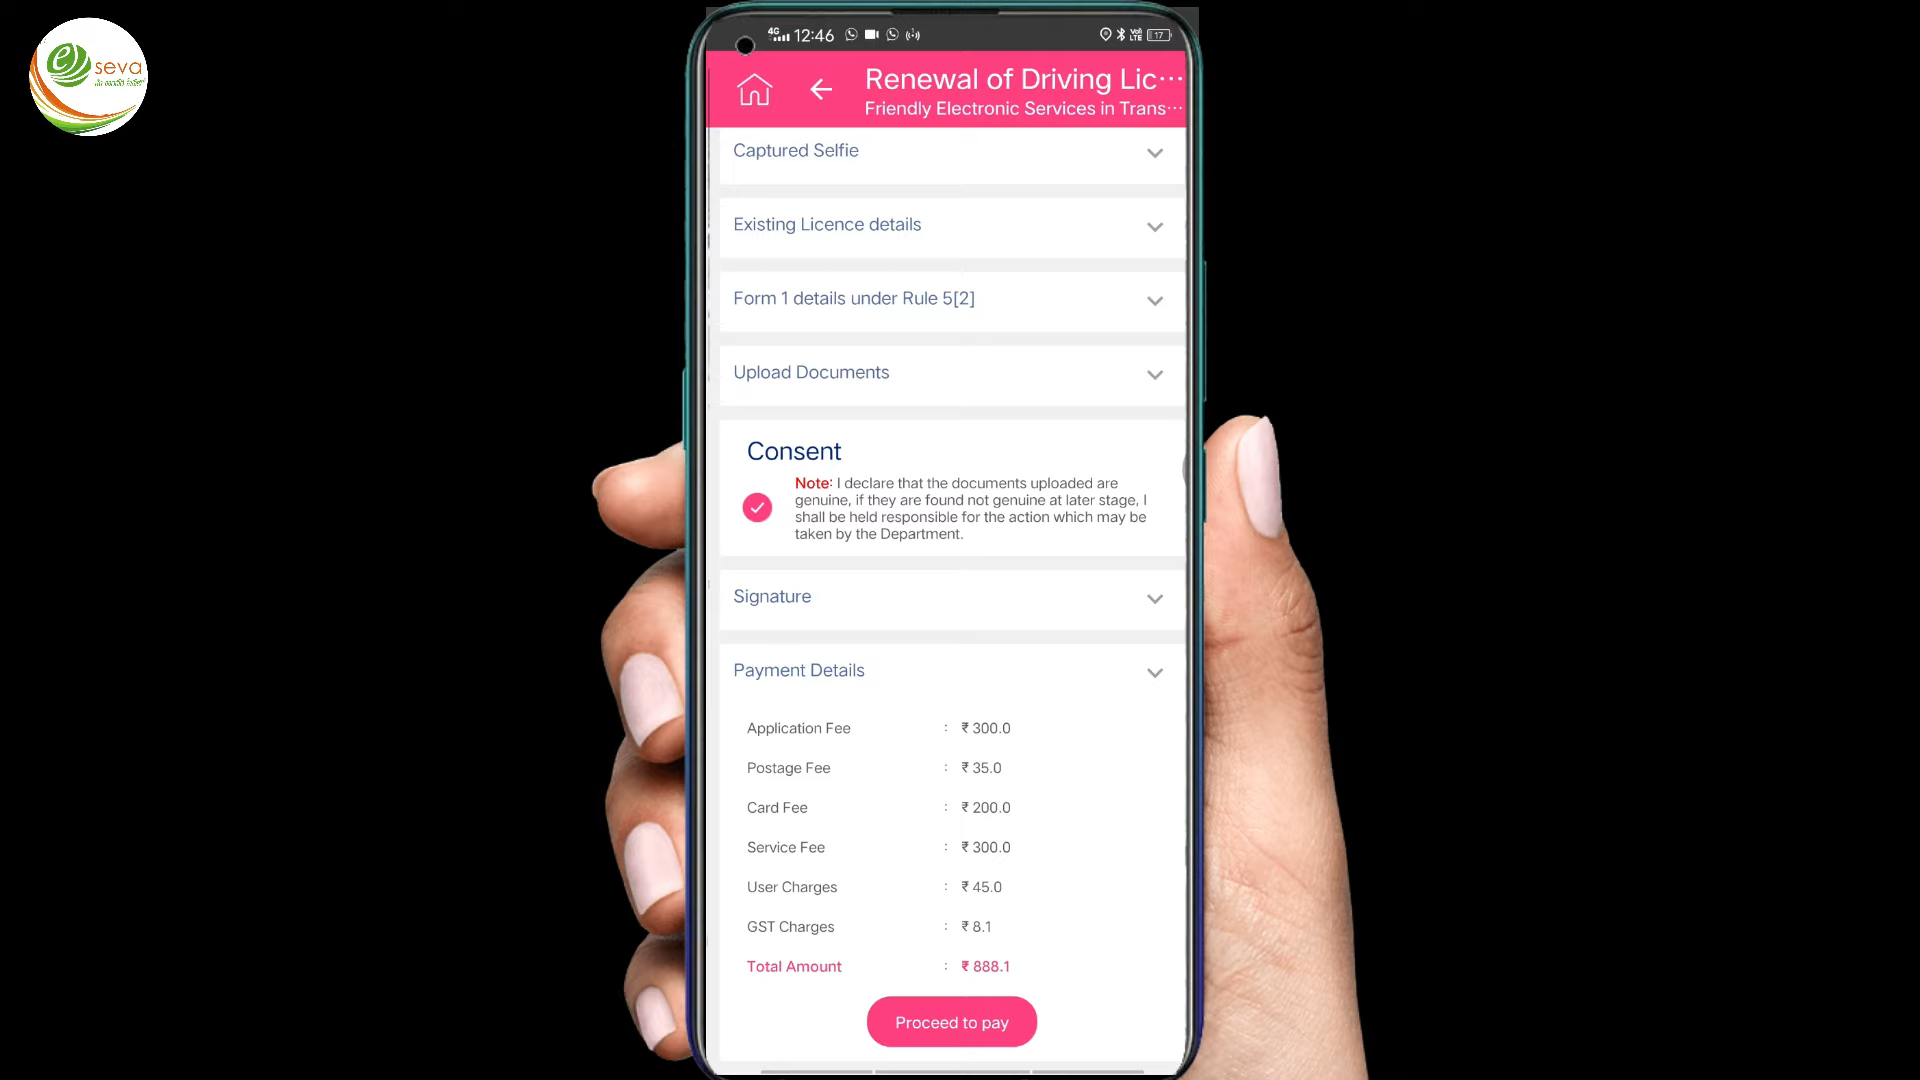 e seva
4G 12:46
VoI LTE 17
Renewal of Driving Lic···
Friendly Electronic Services in Trans···
Captured Selfie
Existing Licence details
Form 1 details under Rule 5[2]
Upload Documents
Consent
Note: I declare that the documents uploaded are
genuine, if they are found not genuine at later stage, I
shall be held responsible for the action which may be
taken by the Department.
Signature
Payment Details
Application Fee : ₹ 300.0
Postage Fee : ₹ 35.0
Card Fee : ₹ 200.0
Service Fee : ₹ 300.0
User Charges : ₹ 45.0
GST Charges : ₹ 8.1
Total Amount : ₹ 888.1
Proceed to pay